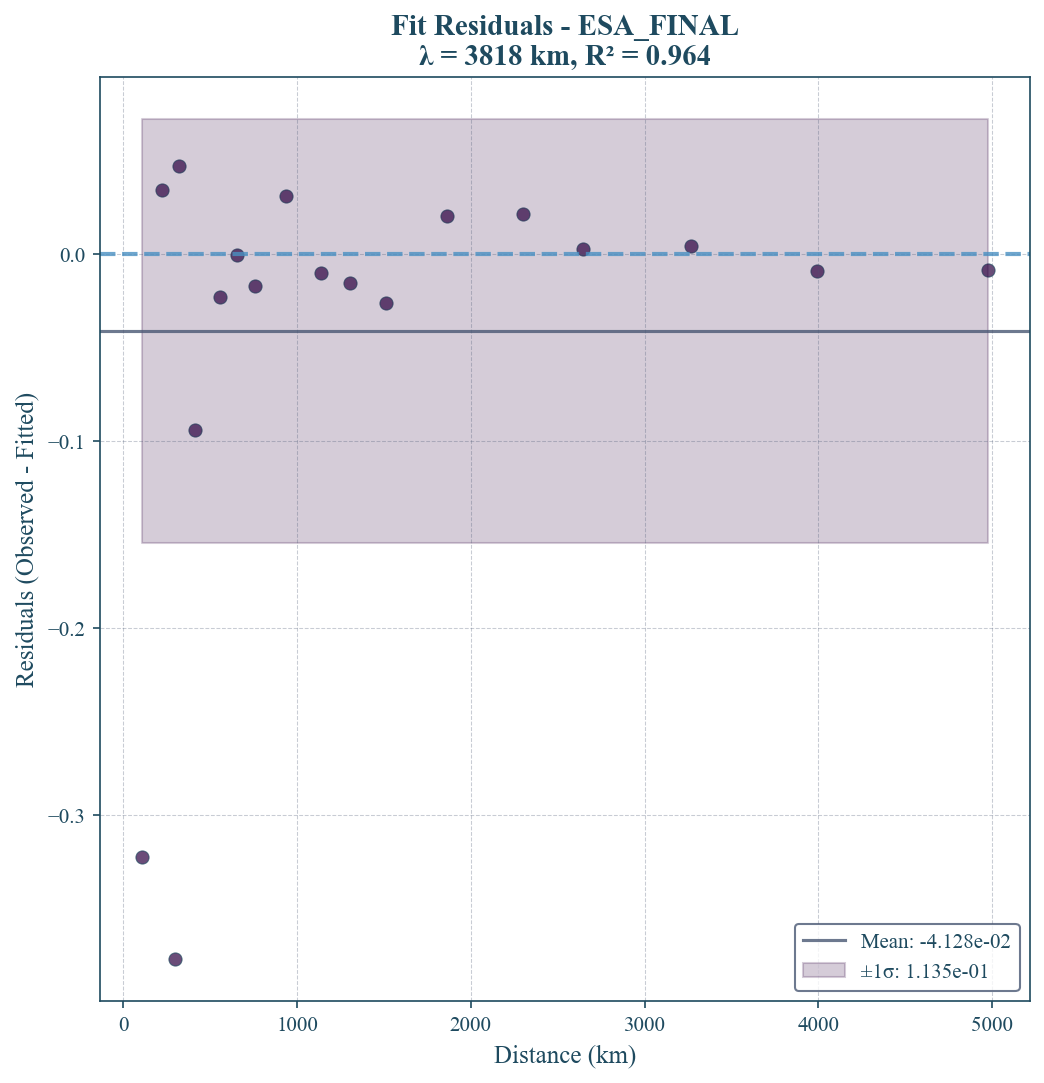 Fit Residuals - ESA_FINAL
λ = 3818 km, R² = 0.964
Residuals (Observed - Fitted)
0.0
−0.1
−0.2
−0.3
Mean: -4.128e-02
±1σ: 1.135e-01
0 1000 2000 3000 4000 5000
Distance (km)